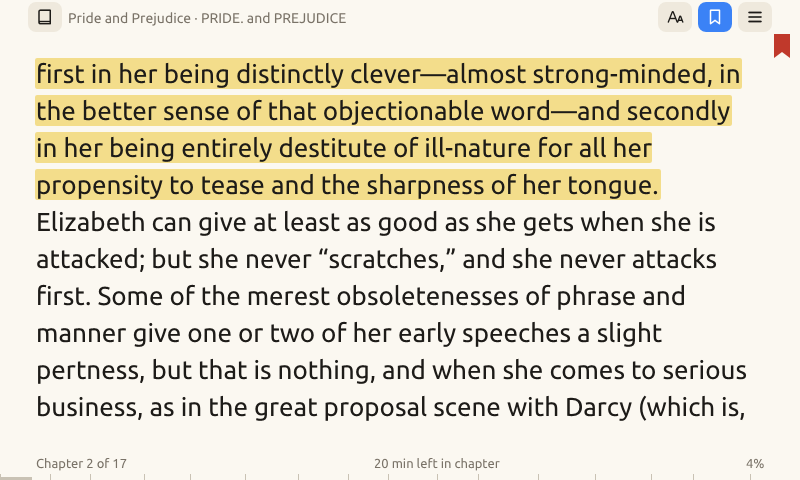 Pride and Prejudice · PRIDE. and PREJUDICE
AA
first in her being distinctly clever—almost strong-minded, in
the better sense of that objectionable word—and secondly
in her being entirely destitute of ill-nature for all her
propensity to tease and the sharpness of her tongue.
Elizabeth can give at least as good as she gets when she is
attacked; but she never “scratches,” and she never attacks
first. Some of the merest obsoletenesses of phrase and
manner give one or two of her early speeches a slight
pertness, but that is nothing, and when she comes to serious
business, as in the great proposal scene with Darcy (which is,
Chapter 2 of 17 20 min left in chapter 4%